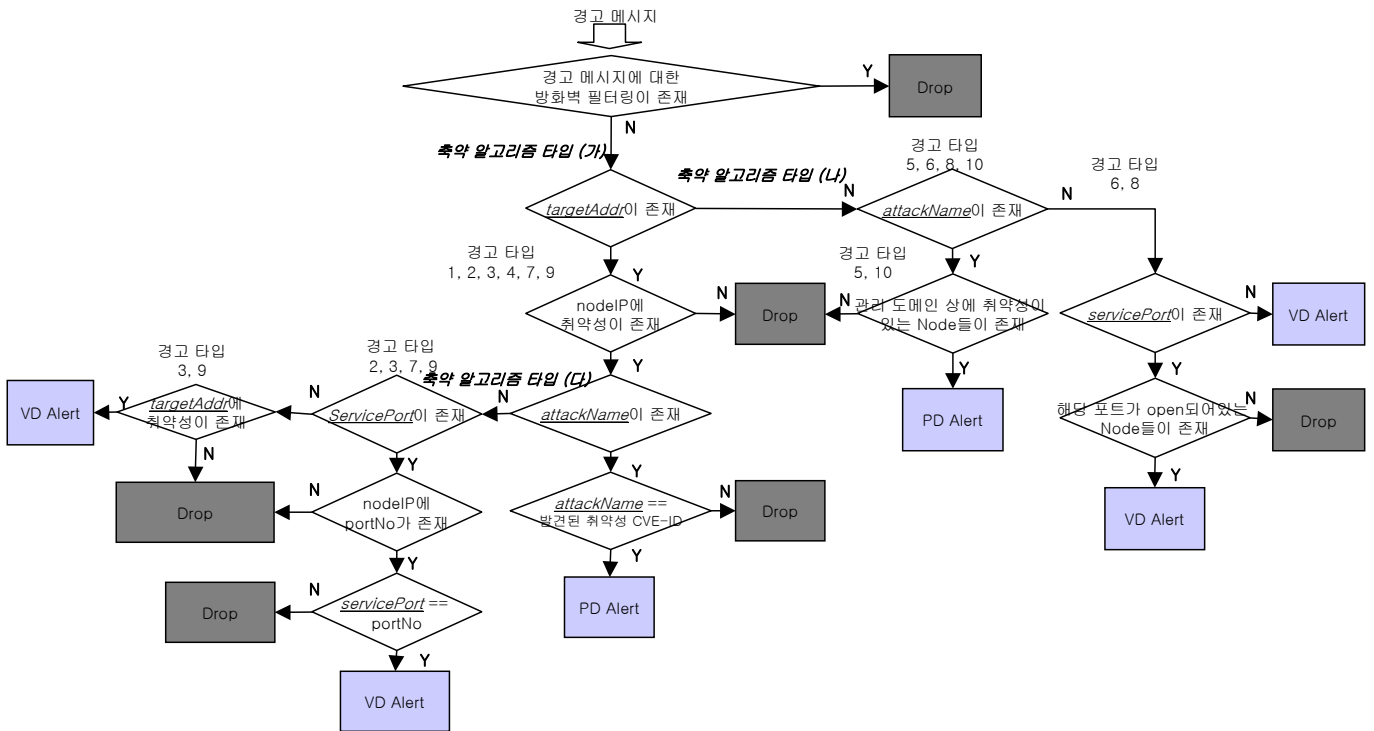 경고 메시지
경고 메시지에 대한
방화벽 필터링이 존재
Y
Drop
N
축약 알고리즘 타입 (가)
축약 알고리즘 타입 (나)
N
경고 타입
5, 6, 8, 10
N
경고 타입
6, 8
targetAddr이 존재
attackName이 존재
경고 타입
1, 2, 3, 4, 7, 9
Y
경고 타입
5, 10
Y
nodeIP에
취약성이 존재
N
Drop
N
관리 도메인 상에 취약성이
있는 Node들이 존재
servicePort이 존재
N
VD Alert
Y
Y
Y
경고 타입
2, 3, 7, 9
축약 알고리즘 타입 (다)
경고 타입
3, 9
VD Alert
Y
targetAddr에
취약성이 존재
N
ServicePort이 존재
N
attackName이 존재
PD Alert
해당 포트가 open되어있는
Node들이 존재
N
Drop
N
Y
Y
Y
Drop
N
nodeIP에
portNo가 존재
attackName ==
발견된 취약성 CVE-ID
N
Drop
VD Alert
Y
Y
Drop
N
servicePort ==
portNo
PD Alert
Y
VD Alert